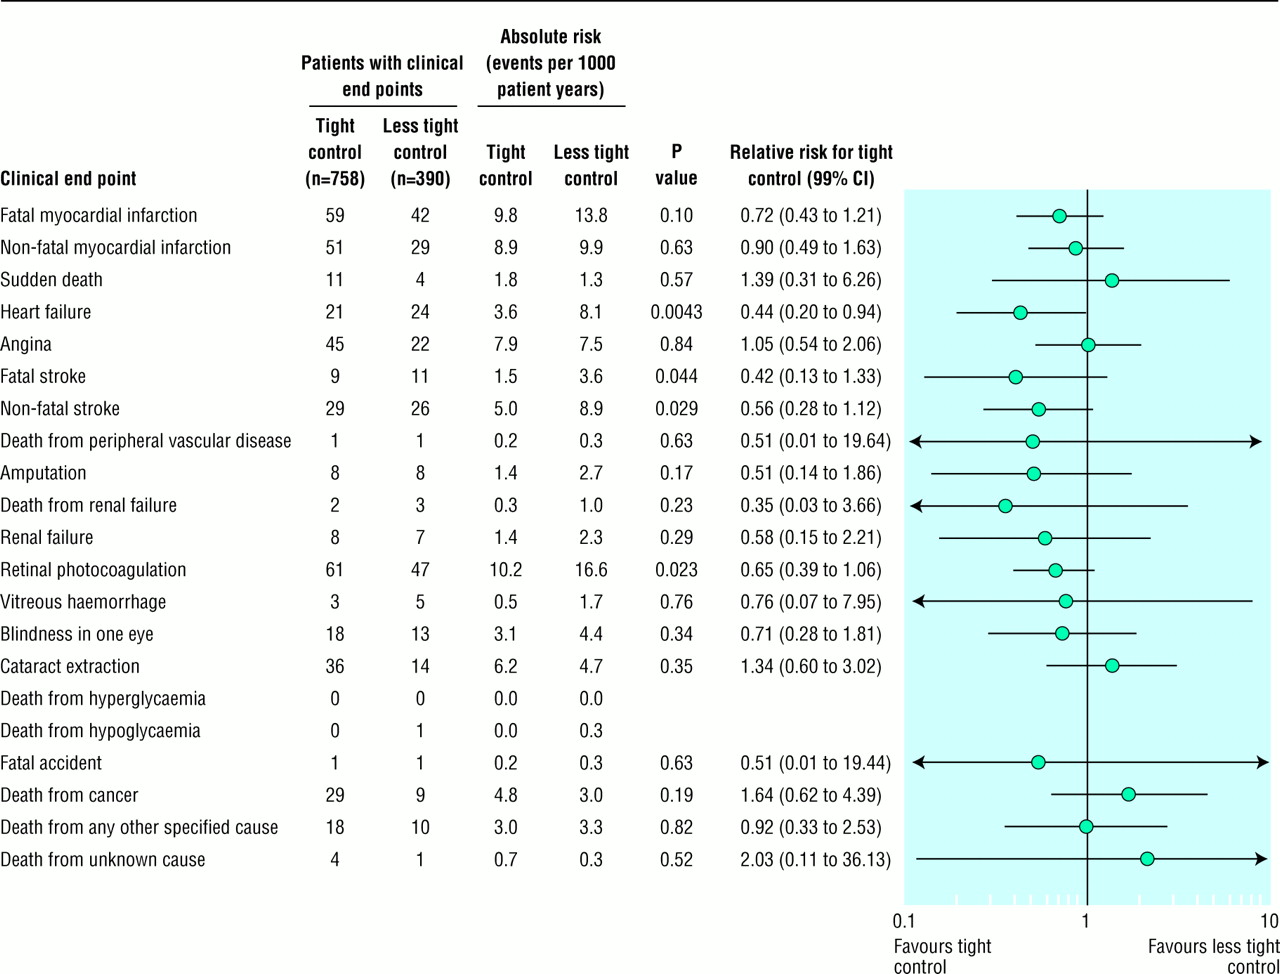 Absolute risk
Patients with clinical (events per 1000
end points patient years)
Tight Less tight
control control Tight Less tight P Relative risk for tight
Clinical end point (n=758) (n=390) control control value control (99% CI)
Fatal myocardial infarction 59 42 9.8 13.8 0.10 0.72 (0.43 to 1.21)
Non-fatal myocardial infarction 51 29 8.9 9.9 0.63 0.90 (0.49 to 1.63)
Sudden death 11 4 1.8 1.3 0.57 1.39 (0.31 to 6.26)
Heart failure 21 24 3.6 8.1 0.0043 0.44 (0.20 to 0.94)
Angina 45 22 7.9 7.5 0.84 1.05 (0.54 to 2.06)
Fatal stroke 9 11 1.5 3.6 0.044 0.42 (0.13 to 1.33)
Non-fatal stroke 29 26 5.0 8.9 0.029 0.56 (0.28 to 1.12)
Death from peripheral vascular disease 1 1 0.2 0.3 0.63 0.51 (0.01 to 19.64)
Amputation 8 8 1.4 2.7 0.17 0.51 (0.14 to 1.86)
Death from renal failure 2 3 0.3 1.0 0.23 0.35 (0.03 to 3.66)
Renal failure 8 7 1.4 2.3 0.29 0.58 (0.15 to 2.21)
Retinal photocoagulation 61 47 10.2 16.6 0.023 0.65 (0.39 to 1.06)
Vitreous haemorrhage 3 5 0.5 1.7 0.76 0.76 (0.07 to 7.95)
Blindness in one eye 18 13 3.1 4.4 0.34 0.71 (0.28 to 1.81)
Cataract extraction 36 14 6.2 4.7 0.35 1.34 (0.60 to 3.02)
Death from hyperglycaemia 0 0 0.0 0.0
Death from hypoglycaemia 0 1 0.0 0.3
Fatal accident 1 1 0.2 0.3 0.63 0.51 (0.01 to 19.44)
Death from cancer 29 9 4.8 3.0 0.19 1.64 (0.62 to 4.39)
Death from any other specified cause 18 10 3.0 3.3 0.82 0.92 (0.33 to 2.53)
Death from unknown cause 4 1 0.7 0.3 0.52 2.03 (0.11 to 36.13)
0.1 1 10
Favours tight Favours less tight
control control